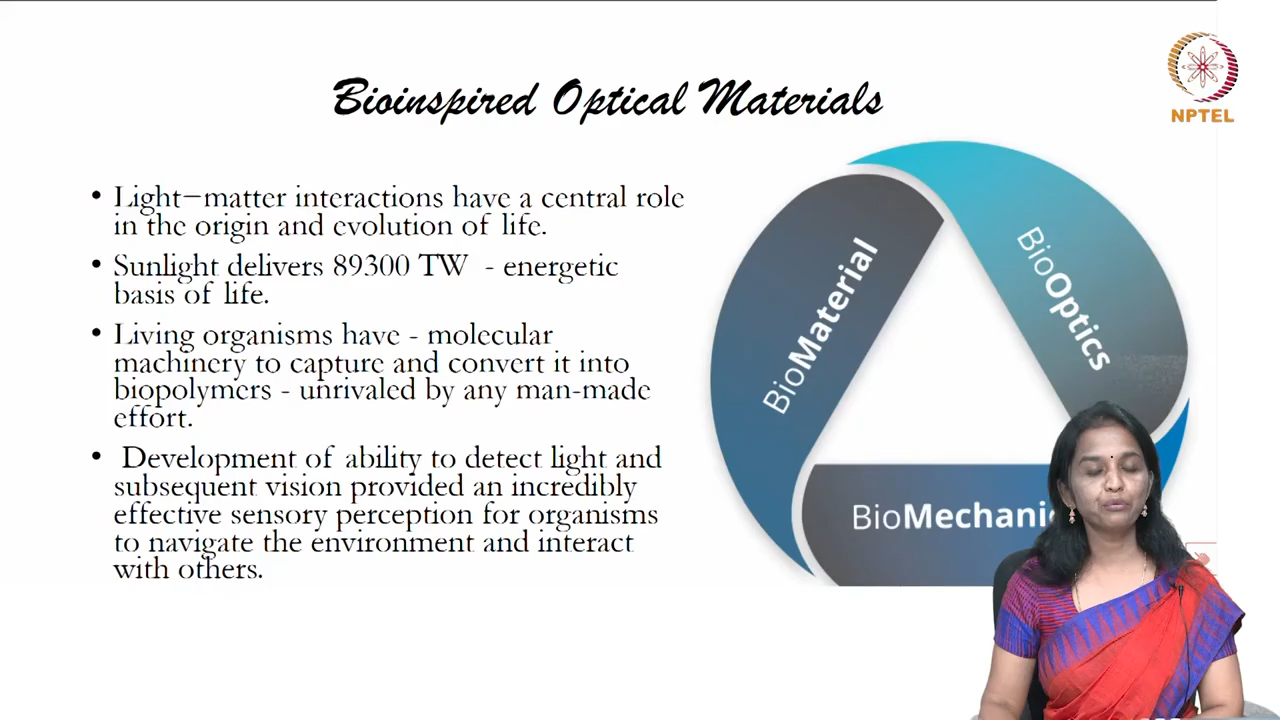 Bioinspired Optical Materials
NPTEL
• Light−matter interactions have a central role
in the origin and evolution of life.
• Sunlight delivers 89300 TW - energetic
basis of life.
• Living organisms have - molecular
machinery to capture and convert it into
biopolymers - unrivaled by any man-made
effort.
• Development of ability to detect light and
subsequent vision provided an incredibly
effective sensory perception for organisms
to navigate the environment and interact
with others.
BioMaterial
BioOptics
BioMechani